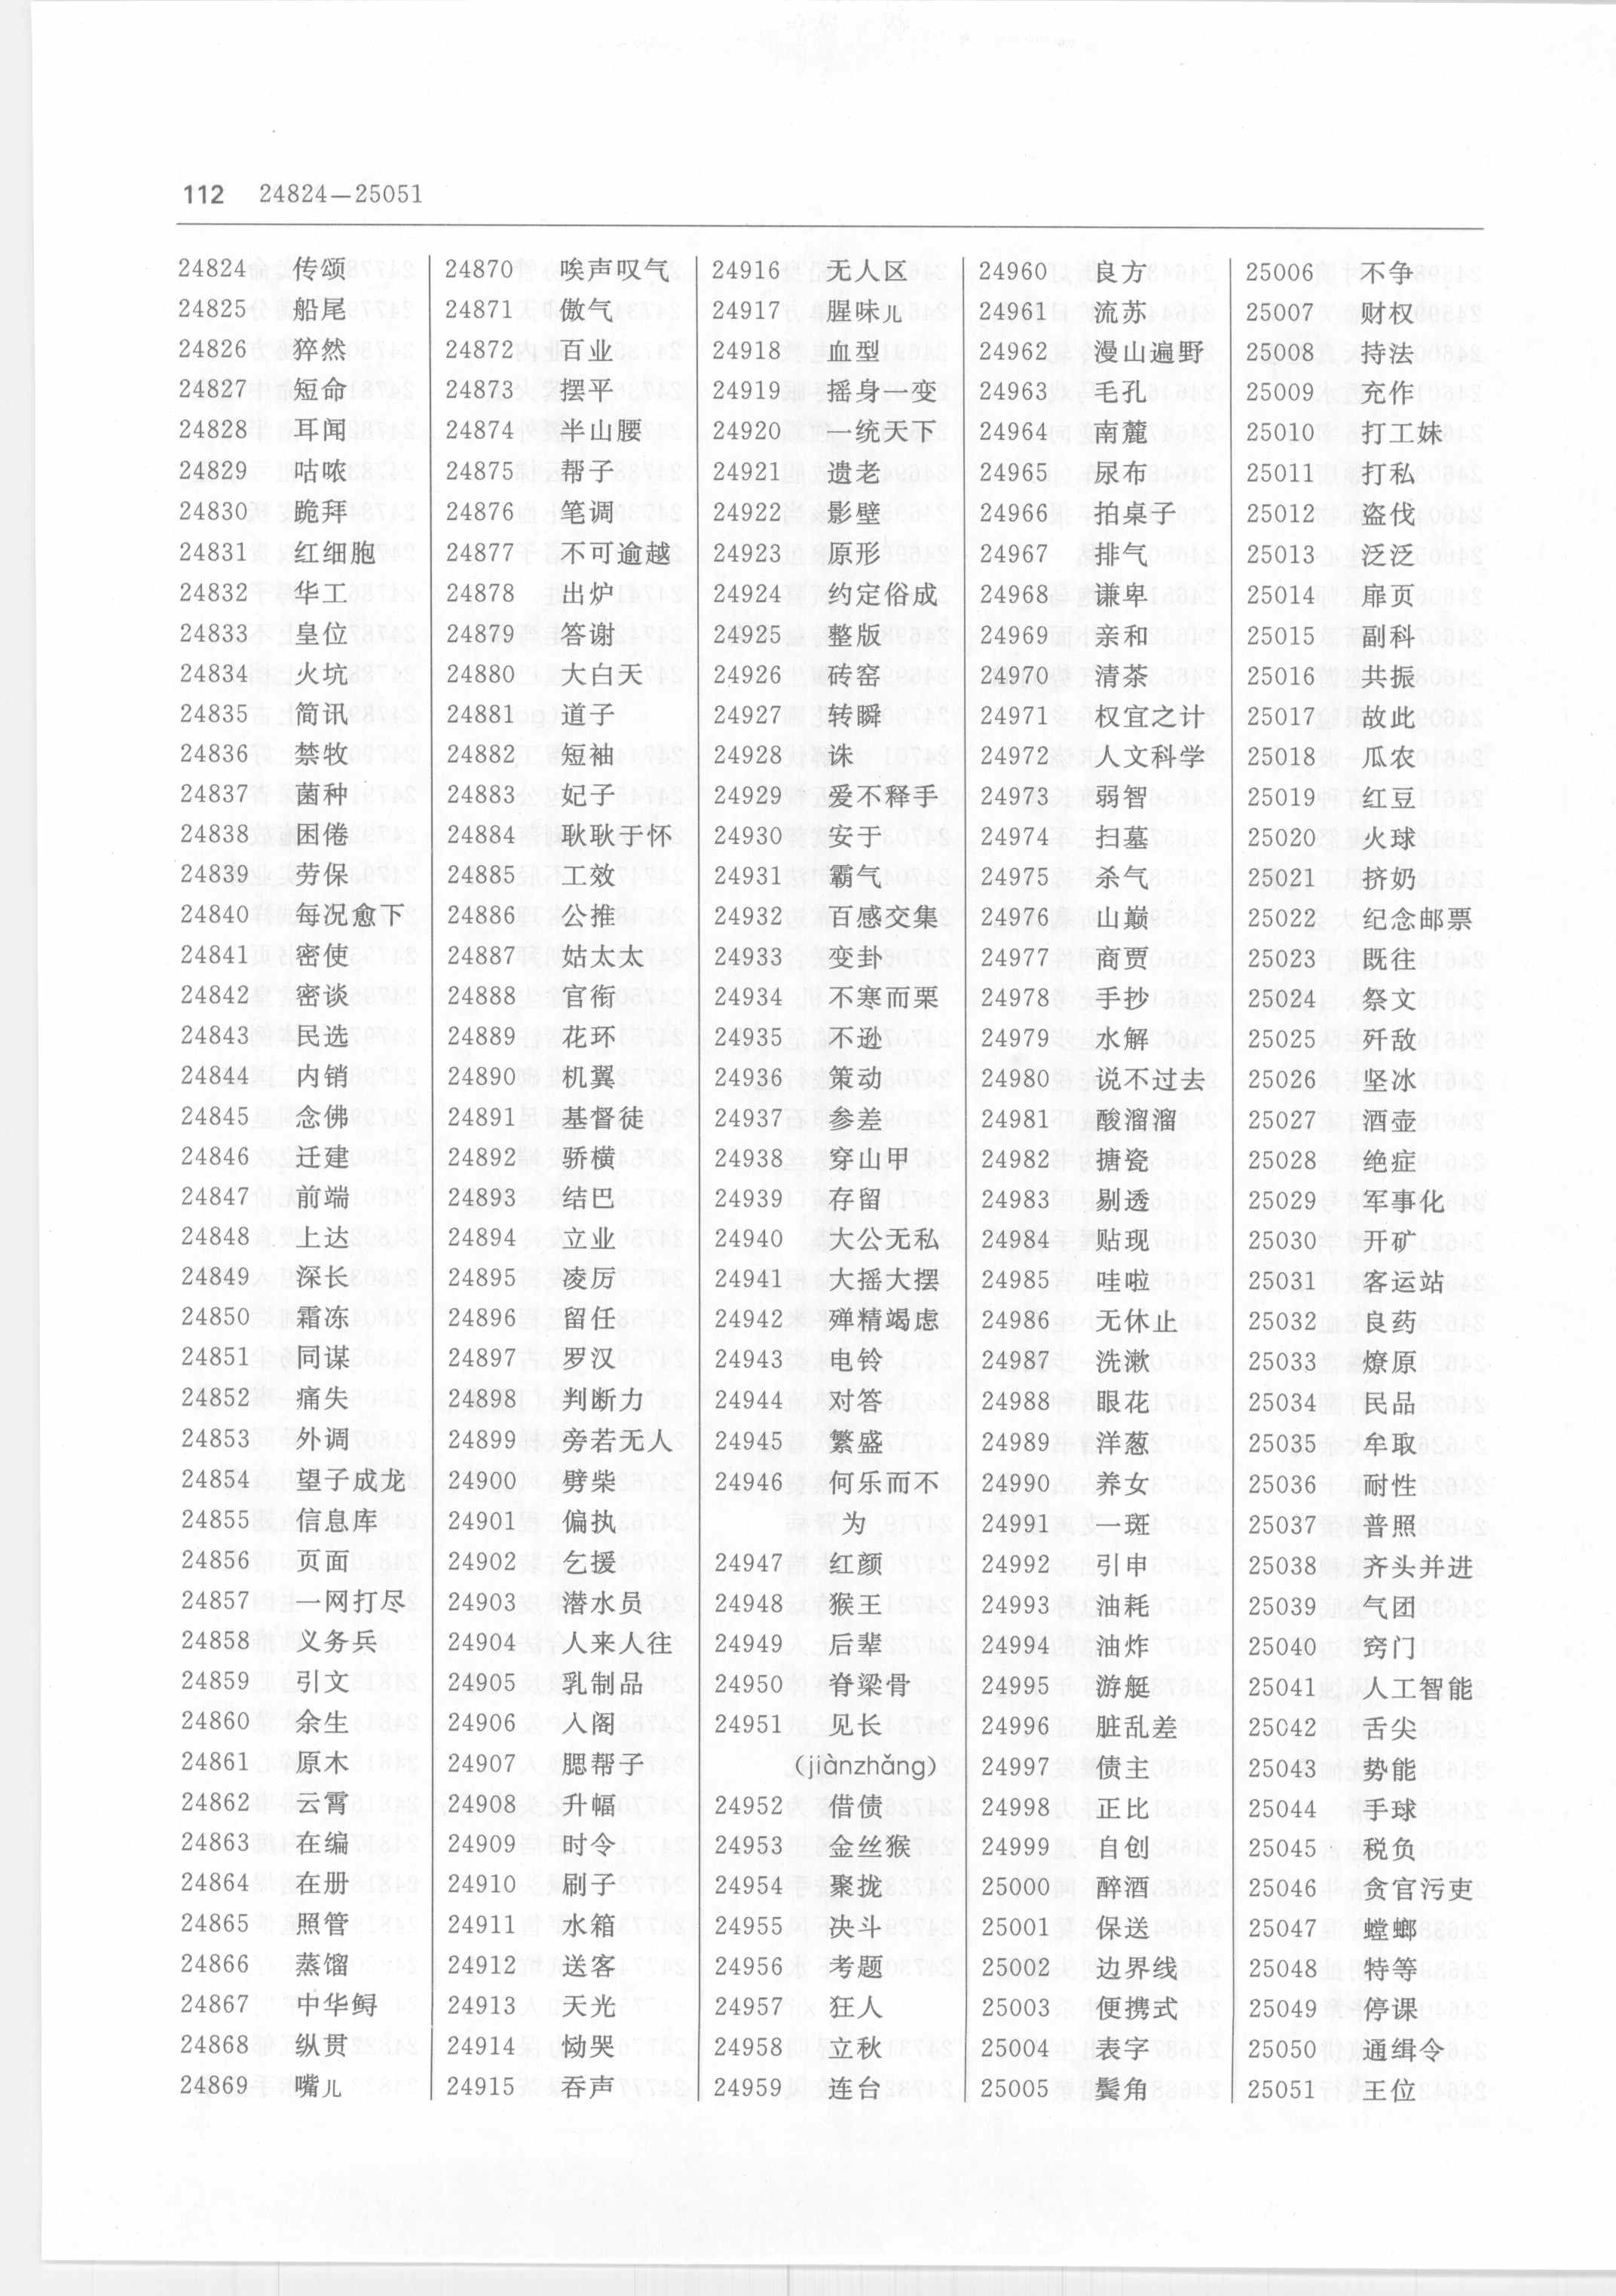 112 24824—25051
24824 传颂
24825 船尾
24826 猝然
24827 短命
24828 耳闻
24829 咕哝
24830 跪拜
24831 红细胞
24832 华工
24833 皇位
24834 火坑
24835 简讯
24836 禁牧
24837 菌种
24838 困倦
24839 劳保
24840 每况愈下
24841 密使
24842 密谈
24843 民选
24844 内销
24845 念佛
24846 迁建
24847 前端
24848 上达
24849 深长
24850 霜冻
24851 同谋
24852 痛失
24853 外调
24854 望子成龙
24855 信息库
24856 页面
24857 一网打尽
24858 义务兵
24859 引文
24860 余生
24861 原木
24862 云霄
24863 在编
24864 在册
24865 照管
24866 蒸馏
24867 中华鲟
24868 纵贯
24869 嘴儿
24870 唉声叹气
24871 傲气
24872 百业
24873 摆平
24874 半山腰
24875 帮子
24876 笔调
24877 不可逾越
24878 出炉
24879 答谢
24880 大白天
24881 道子
24882 短袖
24883 妃子
24884 耿耿于怀
24885 工效
24886 公推
24887 姑太太
24888 官衔
24889 花环
24890 机翼
24891 基督徒
24892 骄横
24893 结巴
24894 立业
24895 凌厉
24896 留任
24897 罗汉
24898 判断力
24899 旁若无人
24900 劈柴
24901 偏执
24902 乞援
24903 潜水员
24904 人来人往
24905 乳制品
24906 入阁
24907 腮帮子
24908 升幅
24909 时令
24910 刷子
24911 水箱
24912 送客
24913 天光
24914 恸哭
24915 吞声
24916 无人区
24917 腥味儿
24918 血型
24919 摇身一变
24920 一统天下
24921 遗老
24922 影壁
24923 原形
24924 约定俗成
24925 整版
24926 砖窑
24927 转瞬
24928 诛
24929 爱不释手
24930 安于
24931 霸气
24932 百感交集
24933 变卦
24934 不寒而栗
24935 不逊
24936 策动
24937 参差
24938 穿山甲
24939 存留
24940 大公无私
24941 大摇大摆
24942 殚精竭虑
24943 电铃
24944 对答
24945 繁盛
24946 何乐而不
为
24947 红颜
24948 猴王
24949 后辈
24950 脊梁骨
24951 见长
(jiànzhǎng)
24952 借债
24953 金丝猴
24954 聚拢
24955 决斗
24956 考题
24957 狂人
24958 立秋
24959 连台
24960 良方
24961 流苏
24962 漫山遍野
24963 毛孔
24964 南麓
24965 尿布
24966 拍桌子
24967 排气
24968 谦卑
24969 亲和
24970 清茶
24971 权宜之计
24972 人文科学
24973 弱智
24974 扫墓
24975 杀气
24976 山巅
24977 商贾
24978 手抄
24979 水解
24980 说不过去
24981 酸溜溜
24982 搪瓷
24983 剔透
24984 贴现
24985 哇啦
24986 无休止
24987 洗漱
24988 眼花
24989 洋葱
24990 养女
24991 一斑
24992 引申
24993 油耗
24994 油炸
24995 游艇
24996 脏乱差
24997 债主
24998 正比
24999 自创
25000 醉酒
25001 保送
25002 边界线
25003 便携式
25004 表字
25005 鬓角
25006 不争
25007 财权
25008 持法
25009 充作
25010 打工妹
25011 打私
25012 盗伐
25013 泛泛
25014 扉页
25015 副科
25016 共振
25017 故此
25018 瓜农
25019 红豆
25020 火球
25021 挤奶
25022 纪念邮票
25023 既往
25024 祭文
25025 歼敌
25026 坚冰
25027 酒壶
25028 绝症
25029 军事化
25030 开矿
25031 客运站
25032 良药
25033 燎原
25034 民品
25035 牟取
25036 耐性
25037 普照
25038 齐头并进
25039 气团
25040 窍门
25041 人工智能
25042 舌尖
25043 势能
25044 手球
25045 税负
25046 贪官污吏
25047 螳螂
25048 特等
25049 停课
25050 通缉令
25051 王位